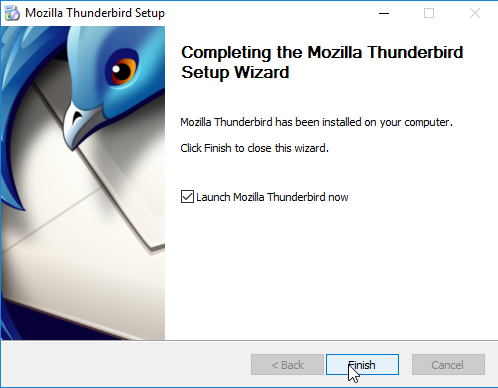 Mozilla Thunderbird Setup
Completing the Mozilla Thunderbird
Setup Wizard
Mozilla Thunderbird has been installed on your computer.
Click Finish to close this wizard.
Launch Mozilla Thunderbird now
< Back
Finish
Cancel